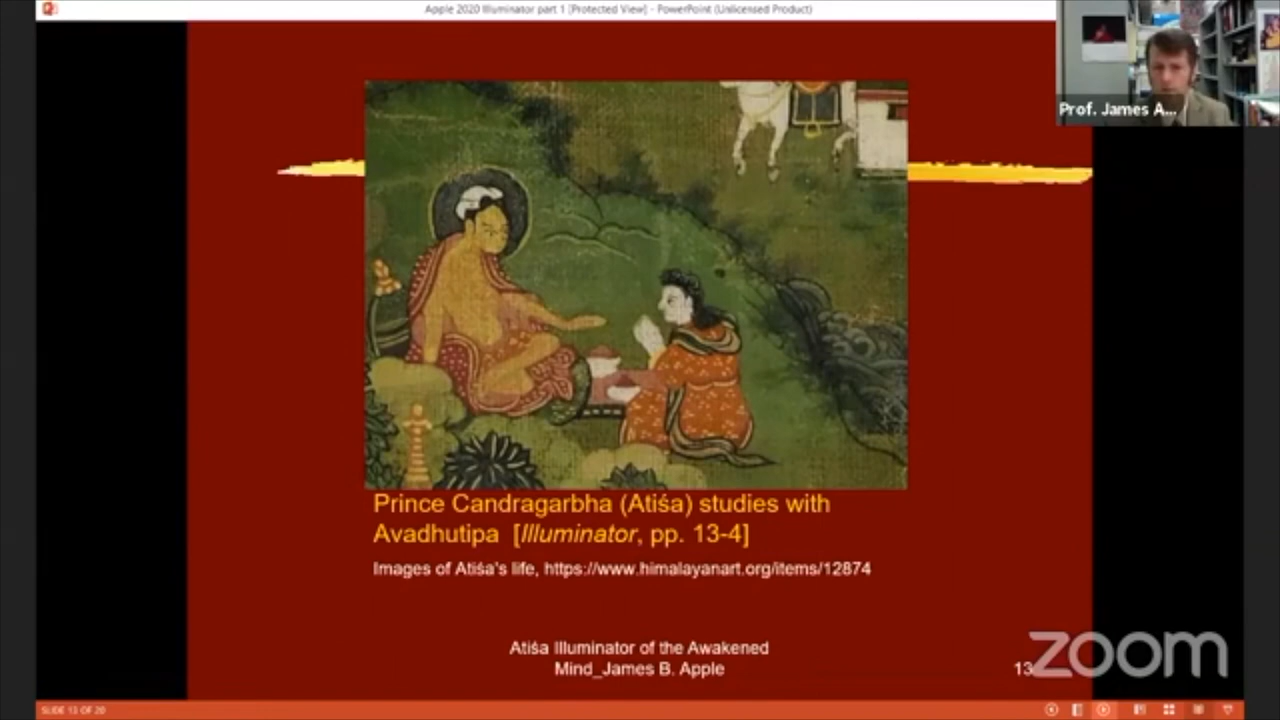 Apple 2020 Illuminator part 1 [Protected View] - PowerPoint (Unlicensed Product)
Prof. James A...
Prince Candragarbha (Atiśa) studies with
Avadhutipa [Illuminator, pp. 13-4]
Images of Atiśa's life, https://www.himalayanart.org/items/12874
Atiśa Illuminator of the Awakened
Mind_James B. Apple
13
zoom
SLIDE 13 OF 20